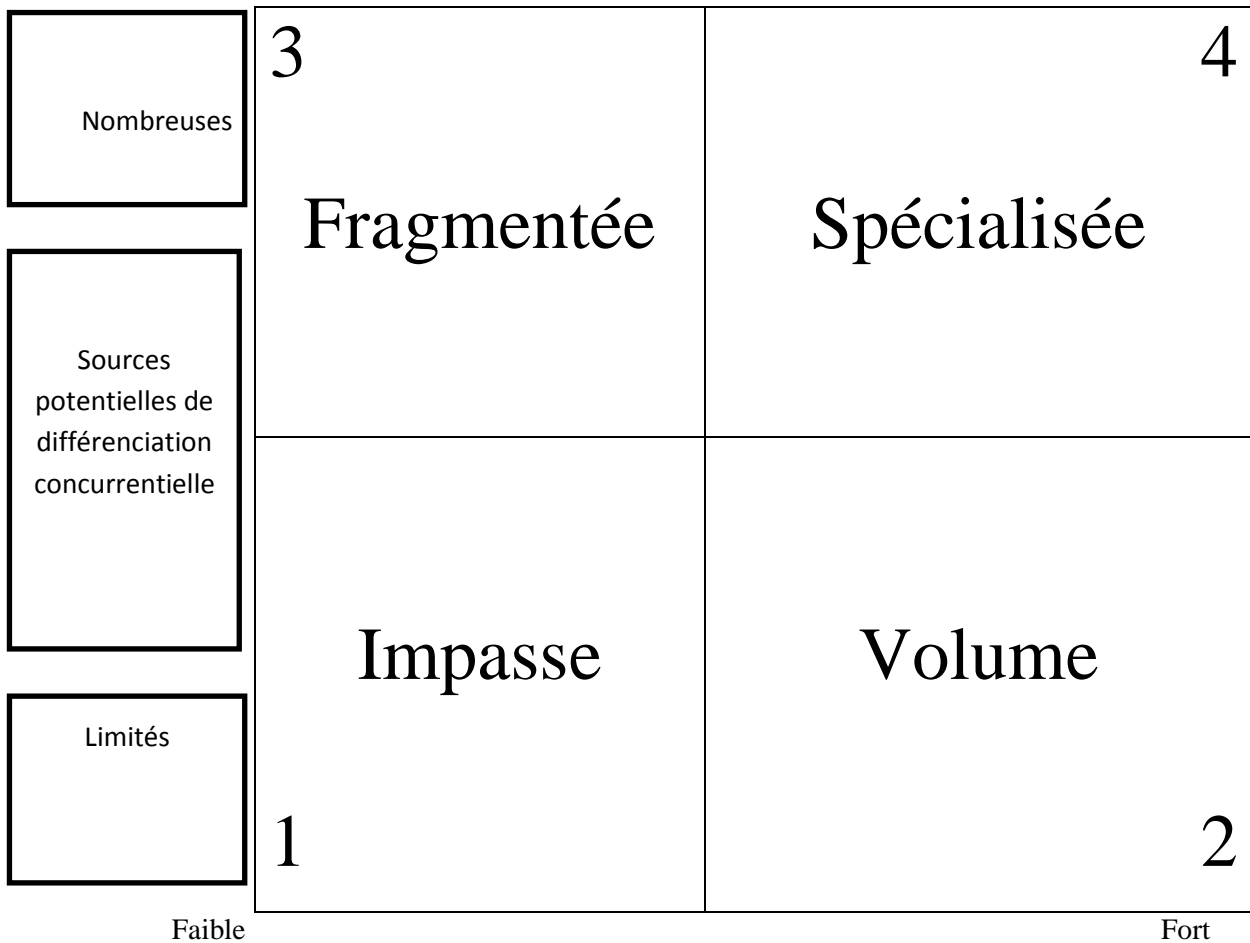 3
4
Nombreuses
Fragmentée
Spécialisée
Sources
potentielles de
différenciation
concurrentielle
Impasse
Volume
Limités
1
2
Faible
Fort